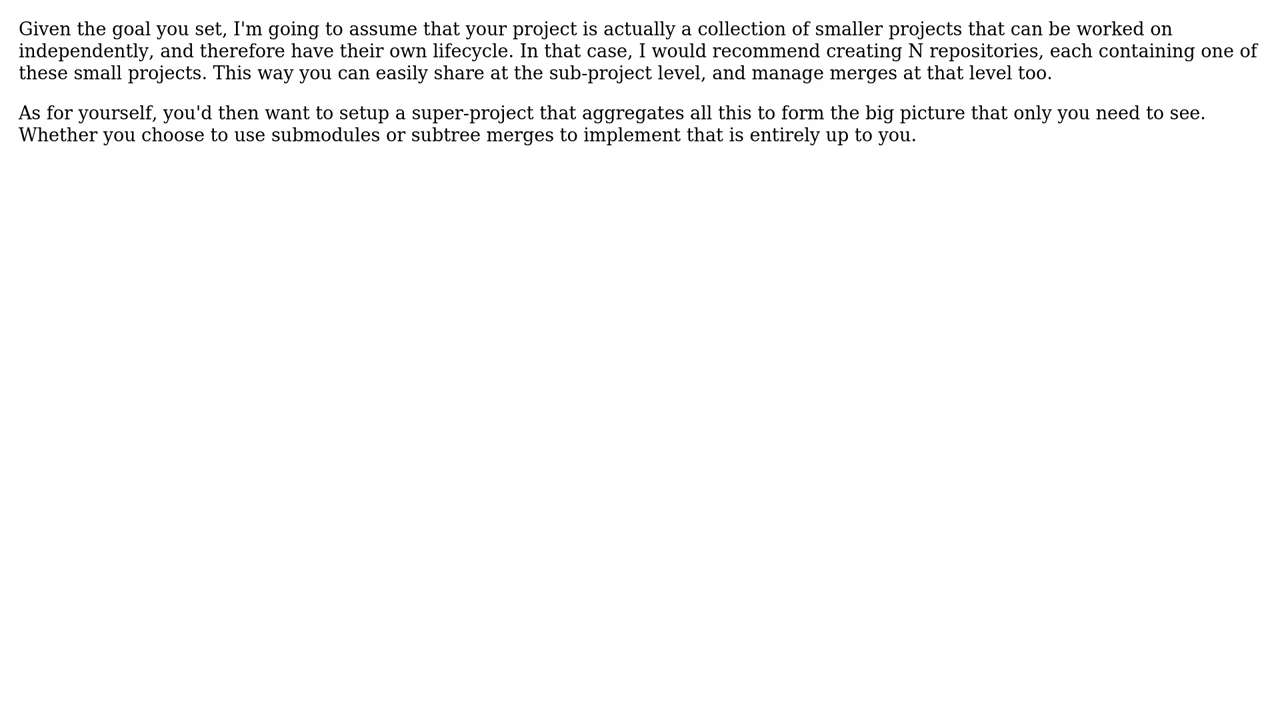 Given the goal you set, I'm going to assume that your project is actually a collection of smaller projects that can be worked on
independently, and therefore have their own lifecycle. In that case, I would recommend creating N repositories, each containing one of
these small projects. This way you can easily share at the sub-project level, and manage merges at that level too.
As for yourself, you'd then want to setup a super-project that aggregates all this to form the big picture that only you need to see.
Whether you choose to use submodules or subtree merges to implement that is entirely up to you.